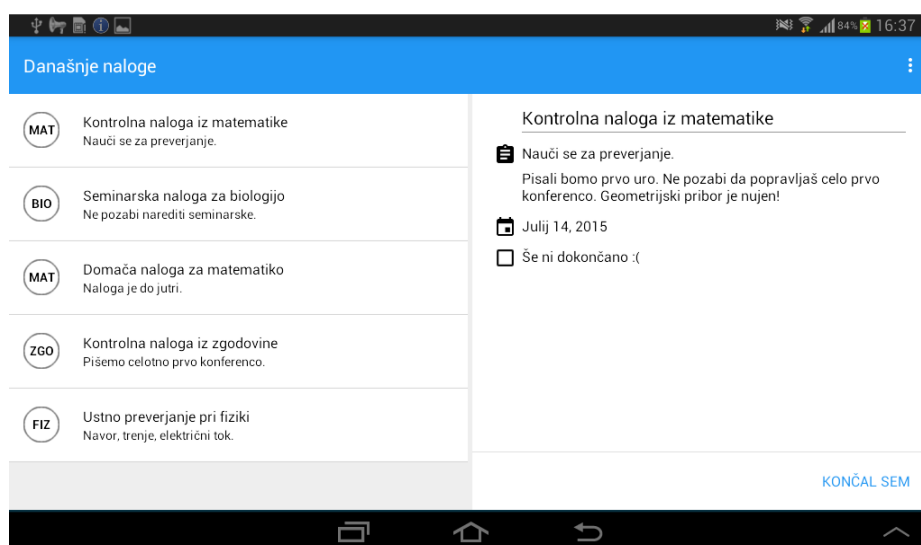 84% 16:37
Današnje naloge
MAT
Kontrolna naloga iz matematike
Nauči se za preverjanje.
BIO
Seminarska naloga za biologijo
Ne pozabi narediti seminarske.
MAT
Domača naloga za matematiko
Naloga je do jutri.
ZGO
Kontrolna naloga iz zgodovine
Pišemo celotno prvo konferenco.
FIZ
Ustno preverjanje pri fiziki
Navor, trenje, električni tok.
Kontrolna naloga iz matematike
Nauči se za preverjanje.
Pisali bomo prvo uro. Ne pozabi da popravljaš celo prvo
konferenco. Geometrijski pribor je nujen!
Julij 14, 2015
Še ni dokončano :(
KONČAL SEM